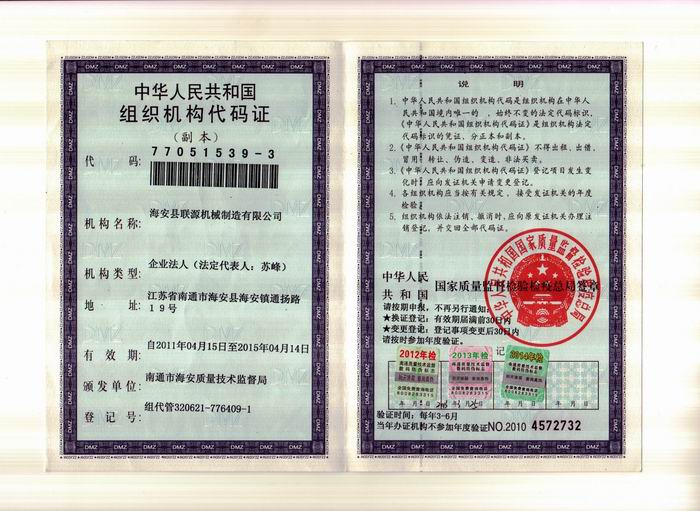 中华人民共和国
组织机构代码证
(副本)
代码: 77051539-3
机构名称: 海安县联源机械制造有限公司
机构类型: 企业法人（法定代表人：苏峰）
地址: 江苏省南通市海安县海安镇通扬路
19号
有效期: 自2011年04月15日至2015年04月14日
颁发单位: 南通市海安质量技术监督局
登记号: 组代管320621-776409-1
说明
1.中华人民共和国组织机构代码是组织机构在中华人
民共和国境内唯一的、始终不变的法定代码标识，
《中华人民共和国组织机构代码证》是组织机构法定
代码标识的凭证，分正本和副本。
2.《中华人民共和国组织机构代码证》不得出租、出借、
冒用、转让、伪造、变造、非法买卖。
3.《中华人民共和国组织机构代码证》登记项目发生变
化时，应向发证机关申请变更登记。
4.各组织机构应当按有关规定，接受发证机关的年度
检验。
5.组织机构依法注销、撤消时，应向原发证机关办理注
销登记，并交回全部代码证。
中华人民
共和国
国家质量监督检验检疫总局签章
中华人民共和国国家质量监督检验检疫总局
请按期申报，不再另行通知：
★换证登记：有效期届满前30日内
★变更登记：登记事项变更后30日内
请按时参加年度验证。
记
2012年检 2013年检 2014年检
年 月 日
验证时间：每年3-6月
当年办证机构不参加年度验证NO.2010 4572732